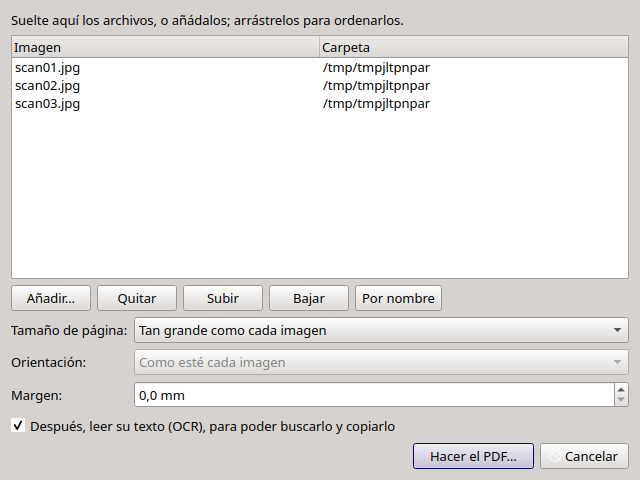 Suelte aquí los archivos, o añádalos; arrástrelos para ordenarlos.
Imagen Carpeta
scan01.jpg /tmp/tmpjltpnpar
scan02.jpg /tmp/tmpjltpnpar
scan03.jpg /tmp/tmpjltpnpar
Añadir... Quitar Subir Bajar Por nombre
Tamaño de página: Tan grande como cada imagen
Orientación: Como esté cada imagen
Margen: 0,0 mm
Después, leer su texto (OCR), para poder buscarlo y copiarlo
Hacer el PDF... Cancelar